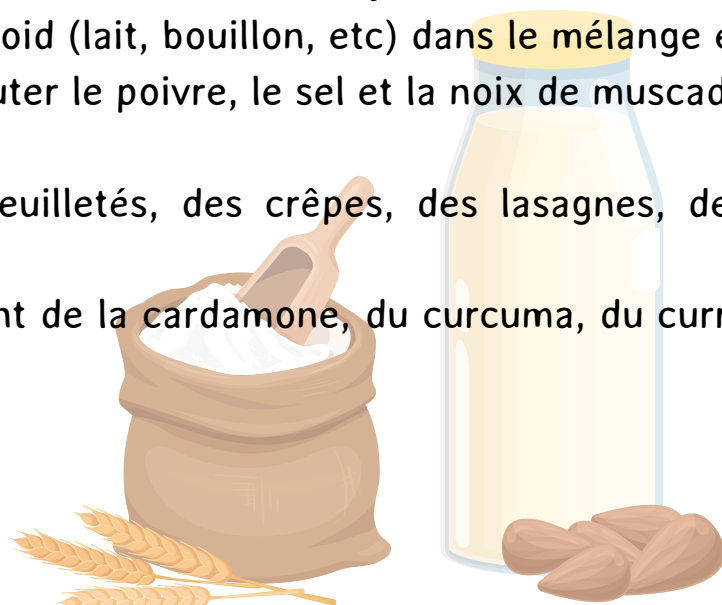 oid (lait, bouillon, etc) dans le mélange e
uter le poivre, le sel et la noix de muscad
euilletés, des crêpes, des lasagnes, de
nt de la cardamone, du curcuma, du curr